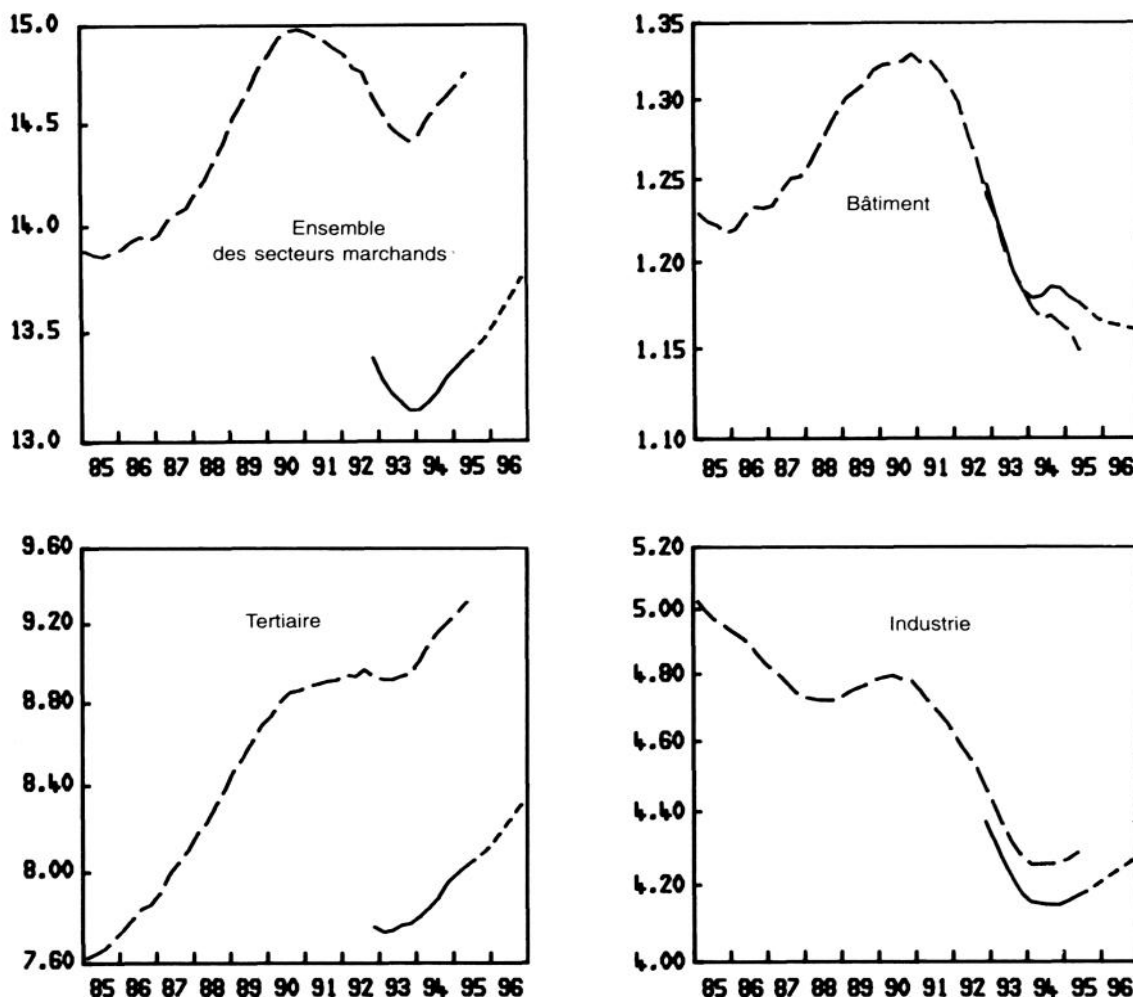 15.0
14.5
14.0
13.5
13.0
Ensemble
des secteurs marchands
85 86 87 88 89 90 91 92 93 94 95 96
1.35
1.30
1.25
1.20
1.15
1.10
Bâtiment
85 86 87 88 89 90 91 92 93 94 95 96
9.60
9.20
8.80
8.40
8.00
7.60
Tertiaire
85 86 87 88 89 90 91 92 93 94 95 96
5.20
5.00
4.80
4.60
4.40
4.20
4.00
Industrie
85 86 87 88 89 90 91 92 93 94 95 96